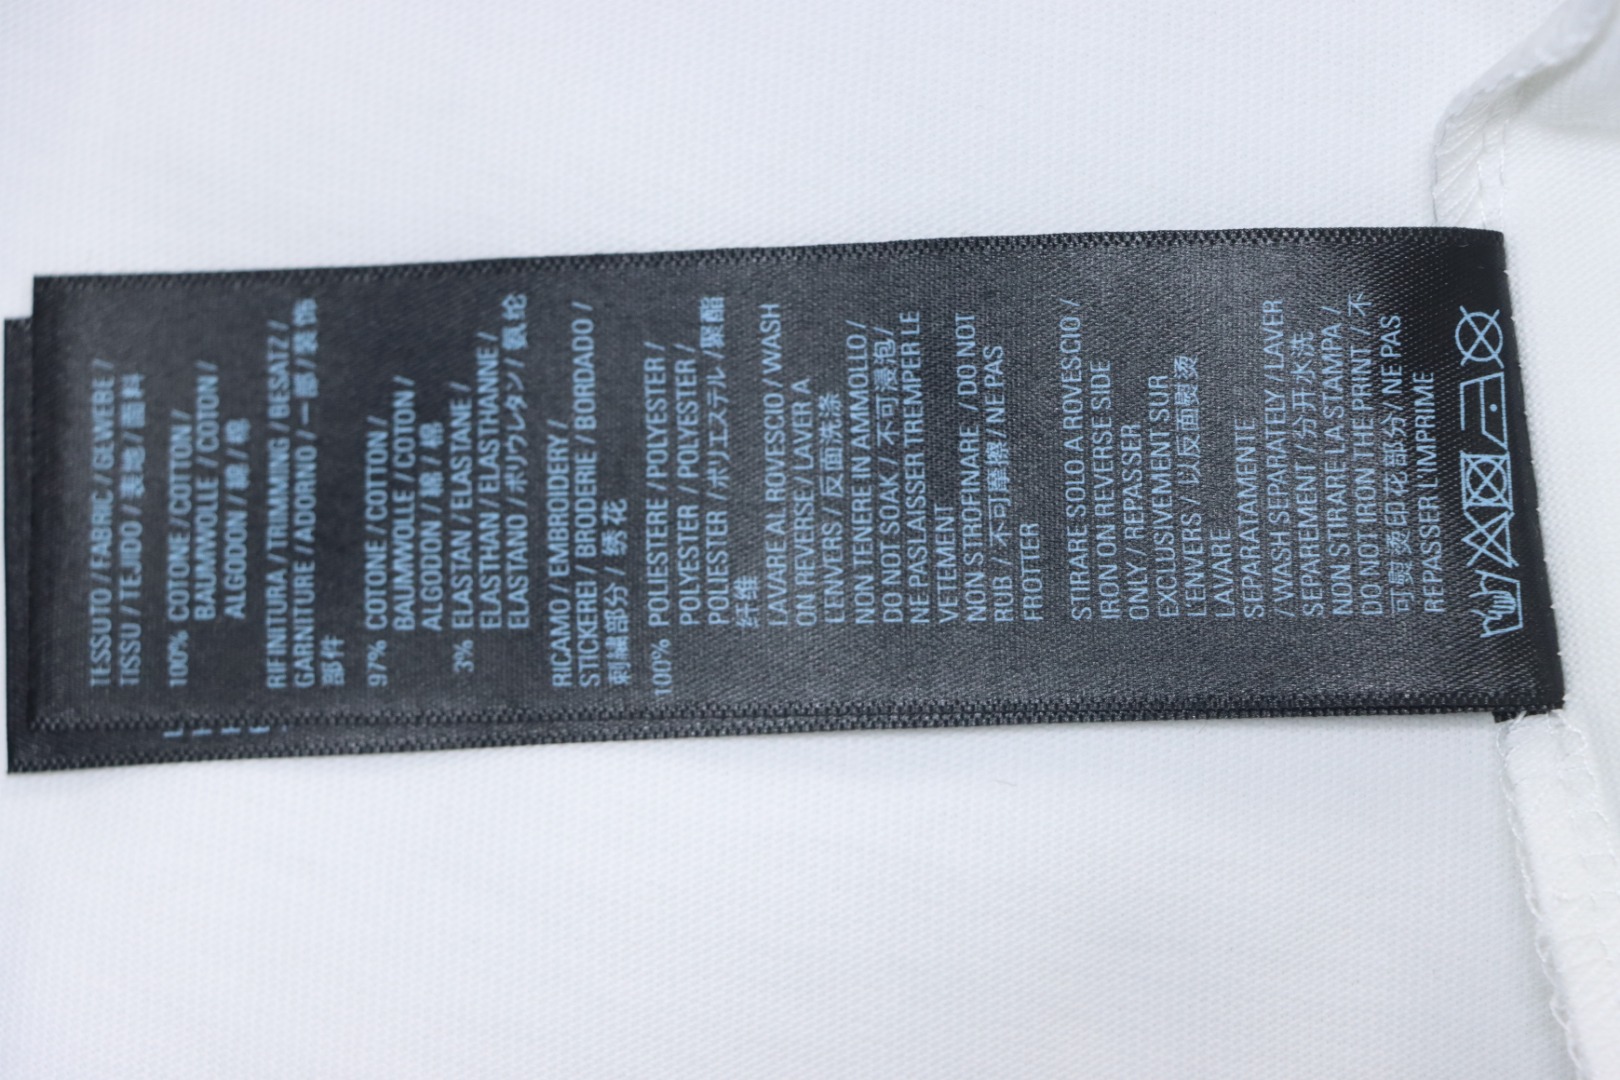 TESSUTO / FABRIC / GEWEBE /
TISSU / TEJIDO / 表地 / 面料
100% COTONE / COTTON /
BAUMWOLLE / COTON /
ALGODON / 綿 / 棉
RIFINITURA / TRIMMING / BESATZ /
GARNITURE / ADORNO / 一部 / 装饰
部件
97% COTONE / COTTON /
BAUMWOLLE / COTON /
ALGODON / 綿 / 棉
3% ELASTAN / ELASTANE /
ELASTHAN / ELASTHANNE /
ELASTANO / ポリウレタン / 氨纶
RICAMO / EMBROIDERY /
STICKEREI / BRODERIE / BORDADO /
刺繍部分 / 绣花
100% POLIESTERE / POLYESTER /
POLYESTER / POLYESTER /
POLIESTER / ポリエステル / 聚酯
纤维
LAVARE AL ROVESCIO / WASH
ON REVERSE / LAVER A
L'ENVERS / 反面洗涤
NON TENERE IN AMMOLLO /
DO NOT SOAK / 不可浸泡 /
NE PAS LAISSER TREMPER LE
VETEMENT
NON STROFINARE / DO NOT
RUB / 不可摩擦 / NE PAS
FROTTER
STIRARE SOLO A ROVESCIO /
IRON ON REVERSE SIDE
ONLY / REPASSER
EXCLUSIVEMENT SUR
L'ENVERS / 以反面熨烫
LAVARE
SEPARATAMENTE
/ WASH SEPARATELY / LAVER
SEPAREMENT / 分开水洗
NON STIRARE LA STAMPA /
DO NOT IRON THE PRINT / 不
可熨烫印花部分 / NE PAS
REPASSER L'IMPRIME